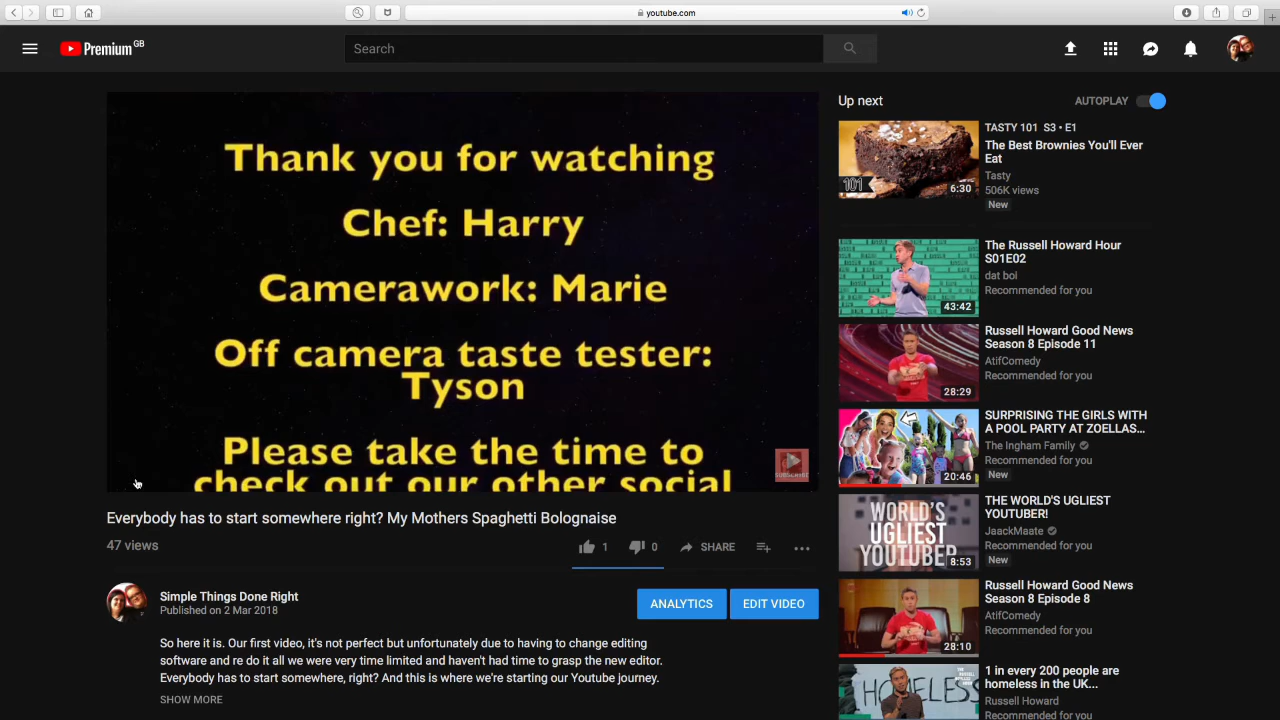 youtube.com
Premium GB
Search
Thank you for watching
Chef: Harry
Camerawork: Marie
Off camera taste tester:
Tyson
Please take the time to
check out our other social
SUBSCRIBE
Everybody has to start somewhere right? My Mothers Spaghetti Bolognaise
47 views
1
0
SHARE
Simple Things Done Right
Published on 2 Mar 2018
ANALYTICS
EDIT VIDEO
So here it is. Our first video, it's not perfect but unfortunately due to having to change editing
software and re do it all we were very time limited and haven't had time to grasp the new editor.
Everybody has to start somewhere, right? And this is where we're starting our Youtube journey.
SHOW MORE
Up next
AUTOPLAY
101
6:30
TASTY 101 S3 • E1
The Best Brownies You'll Ever
Eat
Tasty
506K views
New
43:42
The Russell Howard Hour
S01E02
dat boi
Recommended for you
28:29
Russell Howard Good News
Season 8 Episode 11
AtifComedy
Recommended for you
20:46
SURPRISING THE GIRLS WITH
A POOL PARTY AT ZOELLAS...
The Ingham Family
Recommended for you
New
WORLD'S
UGLIEST
YOUTUBER
8:53
THE WORLD'S UGLIEST
YOUTUBER!
JaackMaate
Recommended for you
New
28:10
Russell Howard Good News
Season 8 Episode 8
AtifComedy
Recommended for you
HOMELESS
1 in every 200 people are
homeless in the UK...
Russell Howard
Recommended for you